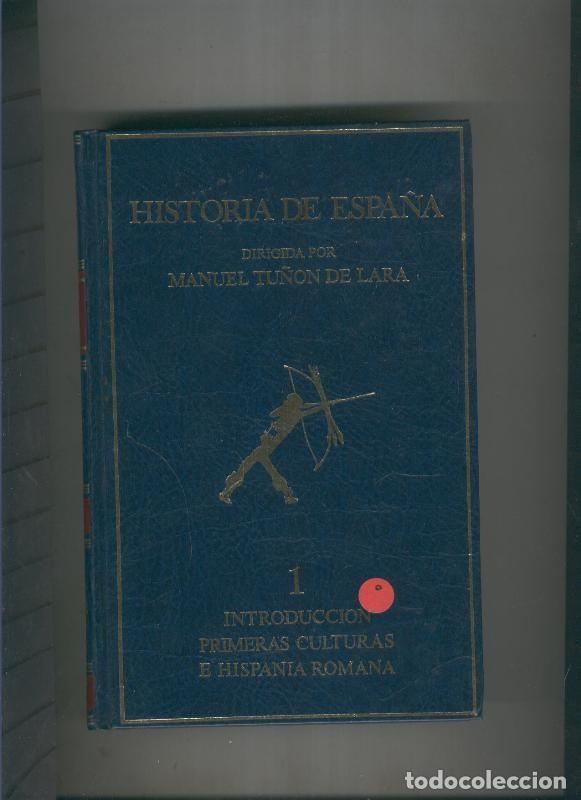 HISTORIA DE ESPAÑA
DIRIGIDA POR
MANUEL TUÑON DE LARA
1
INTRODUCCION
PRIMERAS CULTURAS
E HISPANIA ROMANA
todocoleccion